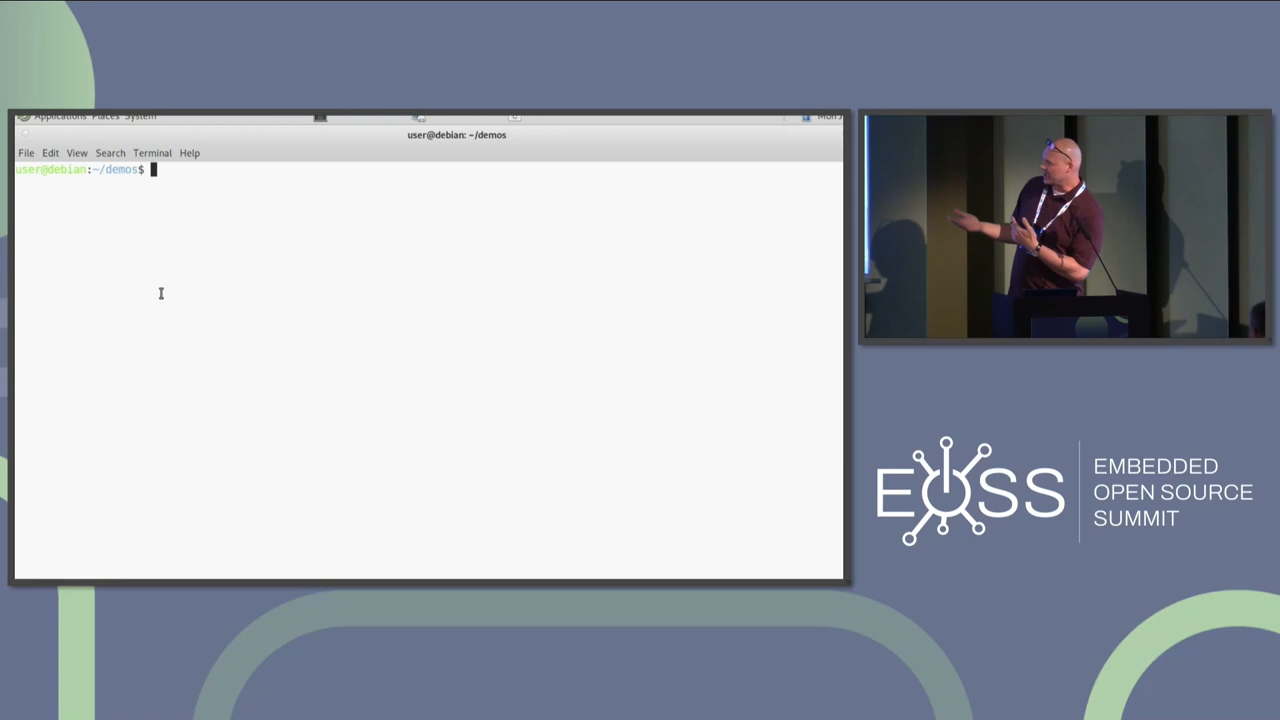 Applications Places System
Mon
user@debian: ~/demos
File Edit View Search Terminal Help
user@debian:~/demos$
EOSS
EMBEDDED
OPEN SOURCE
SUMMIT